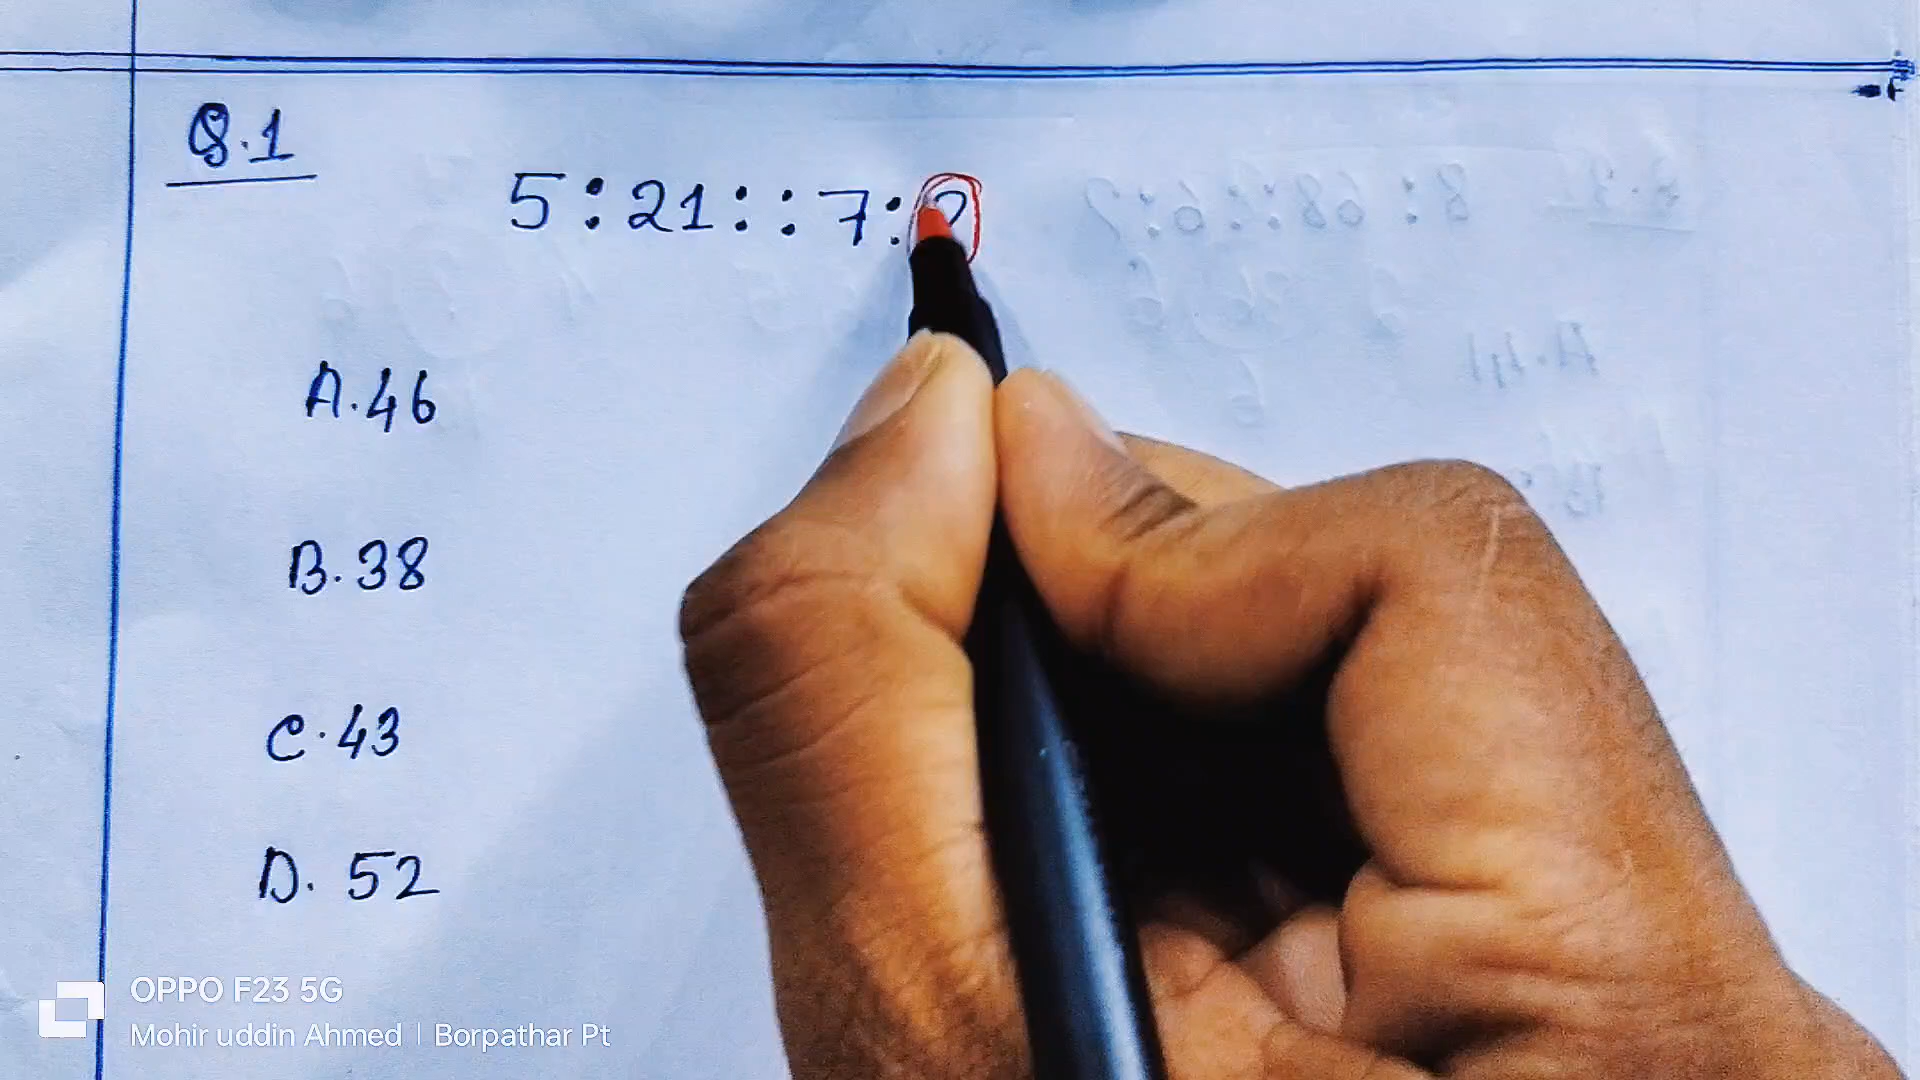 Q.1
5:21::7:?
A.46
B.38
C.43
D. 52
OPPO F23 5G
Mohir uddin Ahmed | Borpathar Pt